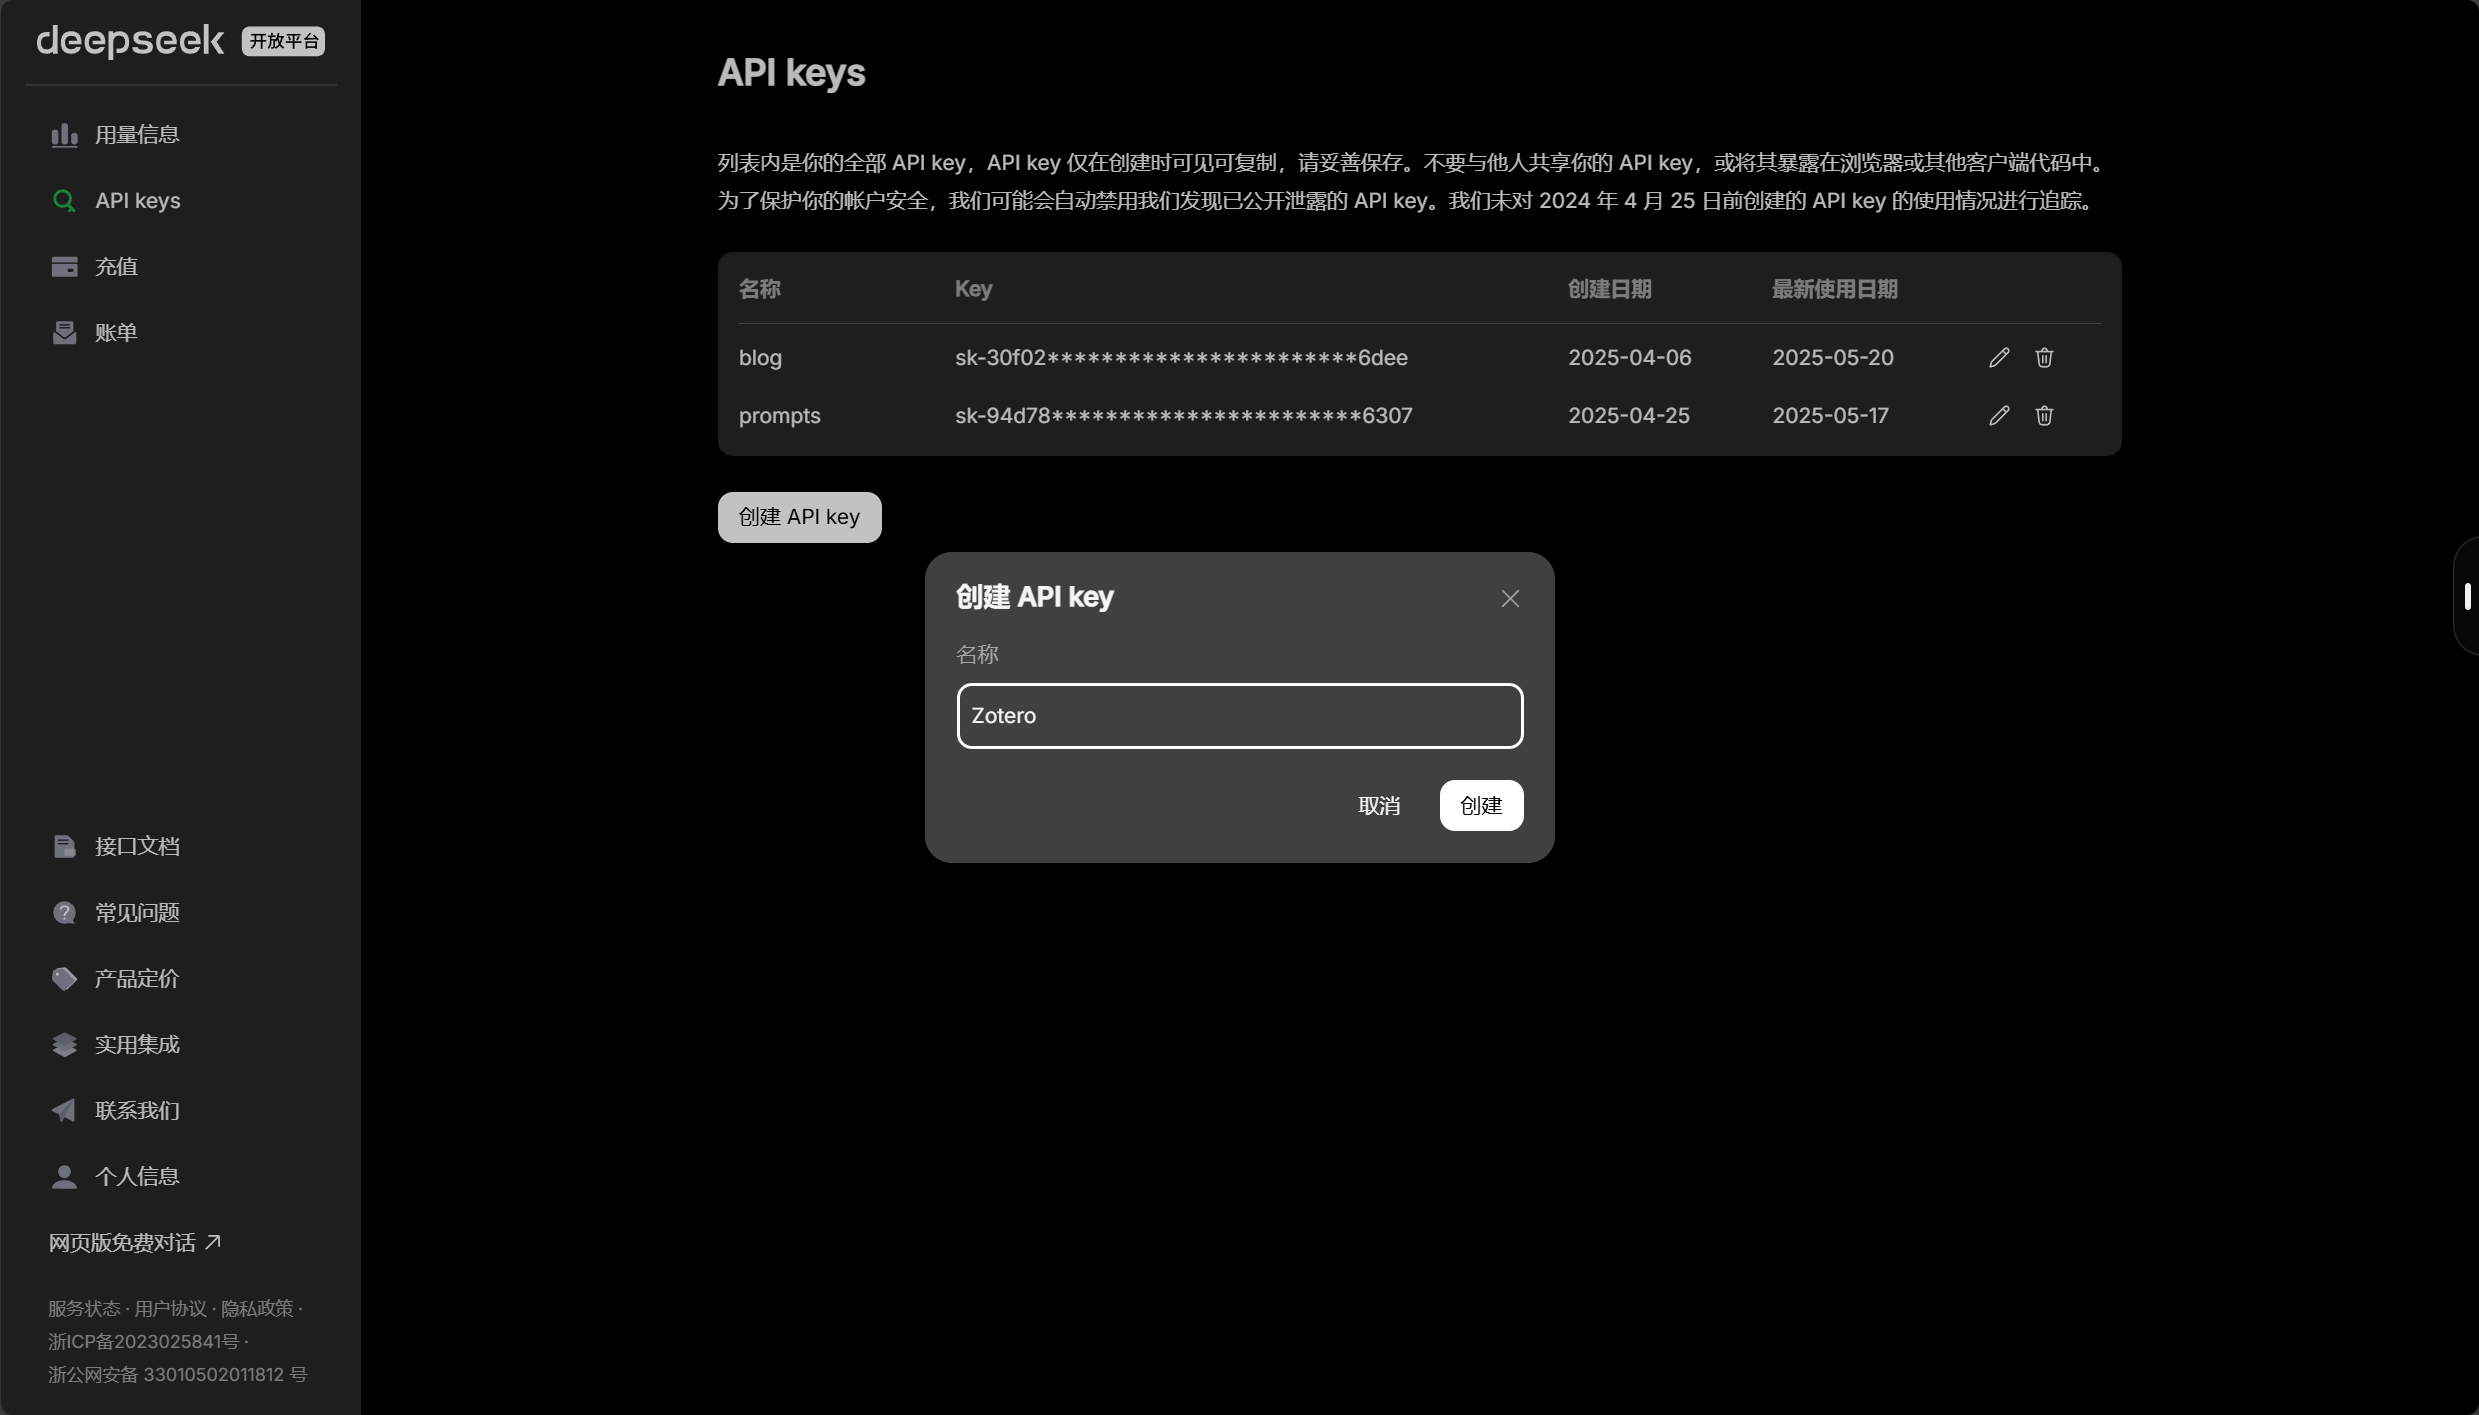 deepseek 开放平台
用量信息
API keys
充值
账单
接口文档
常见问题
产品定价
实用集成
联系我们
个人信息
网页版免费对话
服务状态 · 用户协议 · 隐私政策 ·
浙ICP备2023025841号 ·
浙公网安备 33010502011812 号
API keys
列表内是你的全部 API key，API key 仅在创建时可见可复制，请妥善保存。不要与他人共享你的 API key，或将其暴露在浏览器或其他客户端代码中。
为了保护你的帐户安全，我们可能会自动禁用我们发现已公开泄露的 API key。我们未对 2024 年 4 月 25 日前创建的 API key 的使用情况进行追踪。
名称 Key 创建日期 最新使用日期
blog sk-30f02***********************6dee 2025-04-06 2025-05-20
prompts sk-94d78***********************6307 2025-04-25 2025-05-17
创建 API key
创建 API key
名称
Zotero
取消 创建